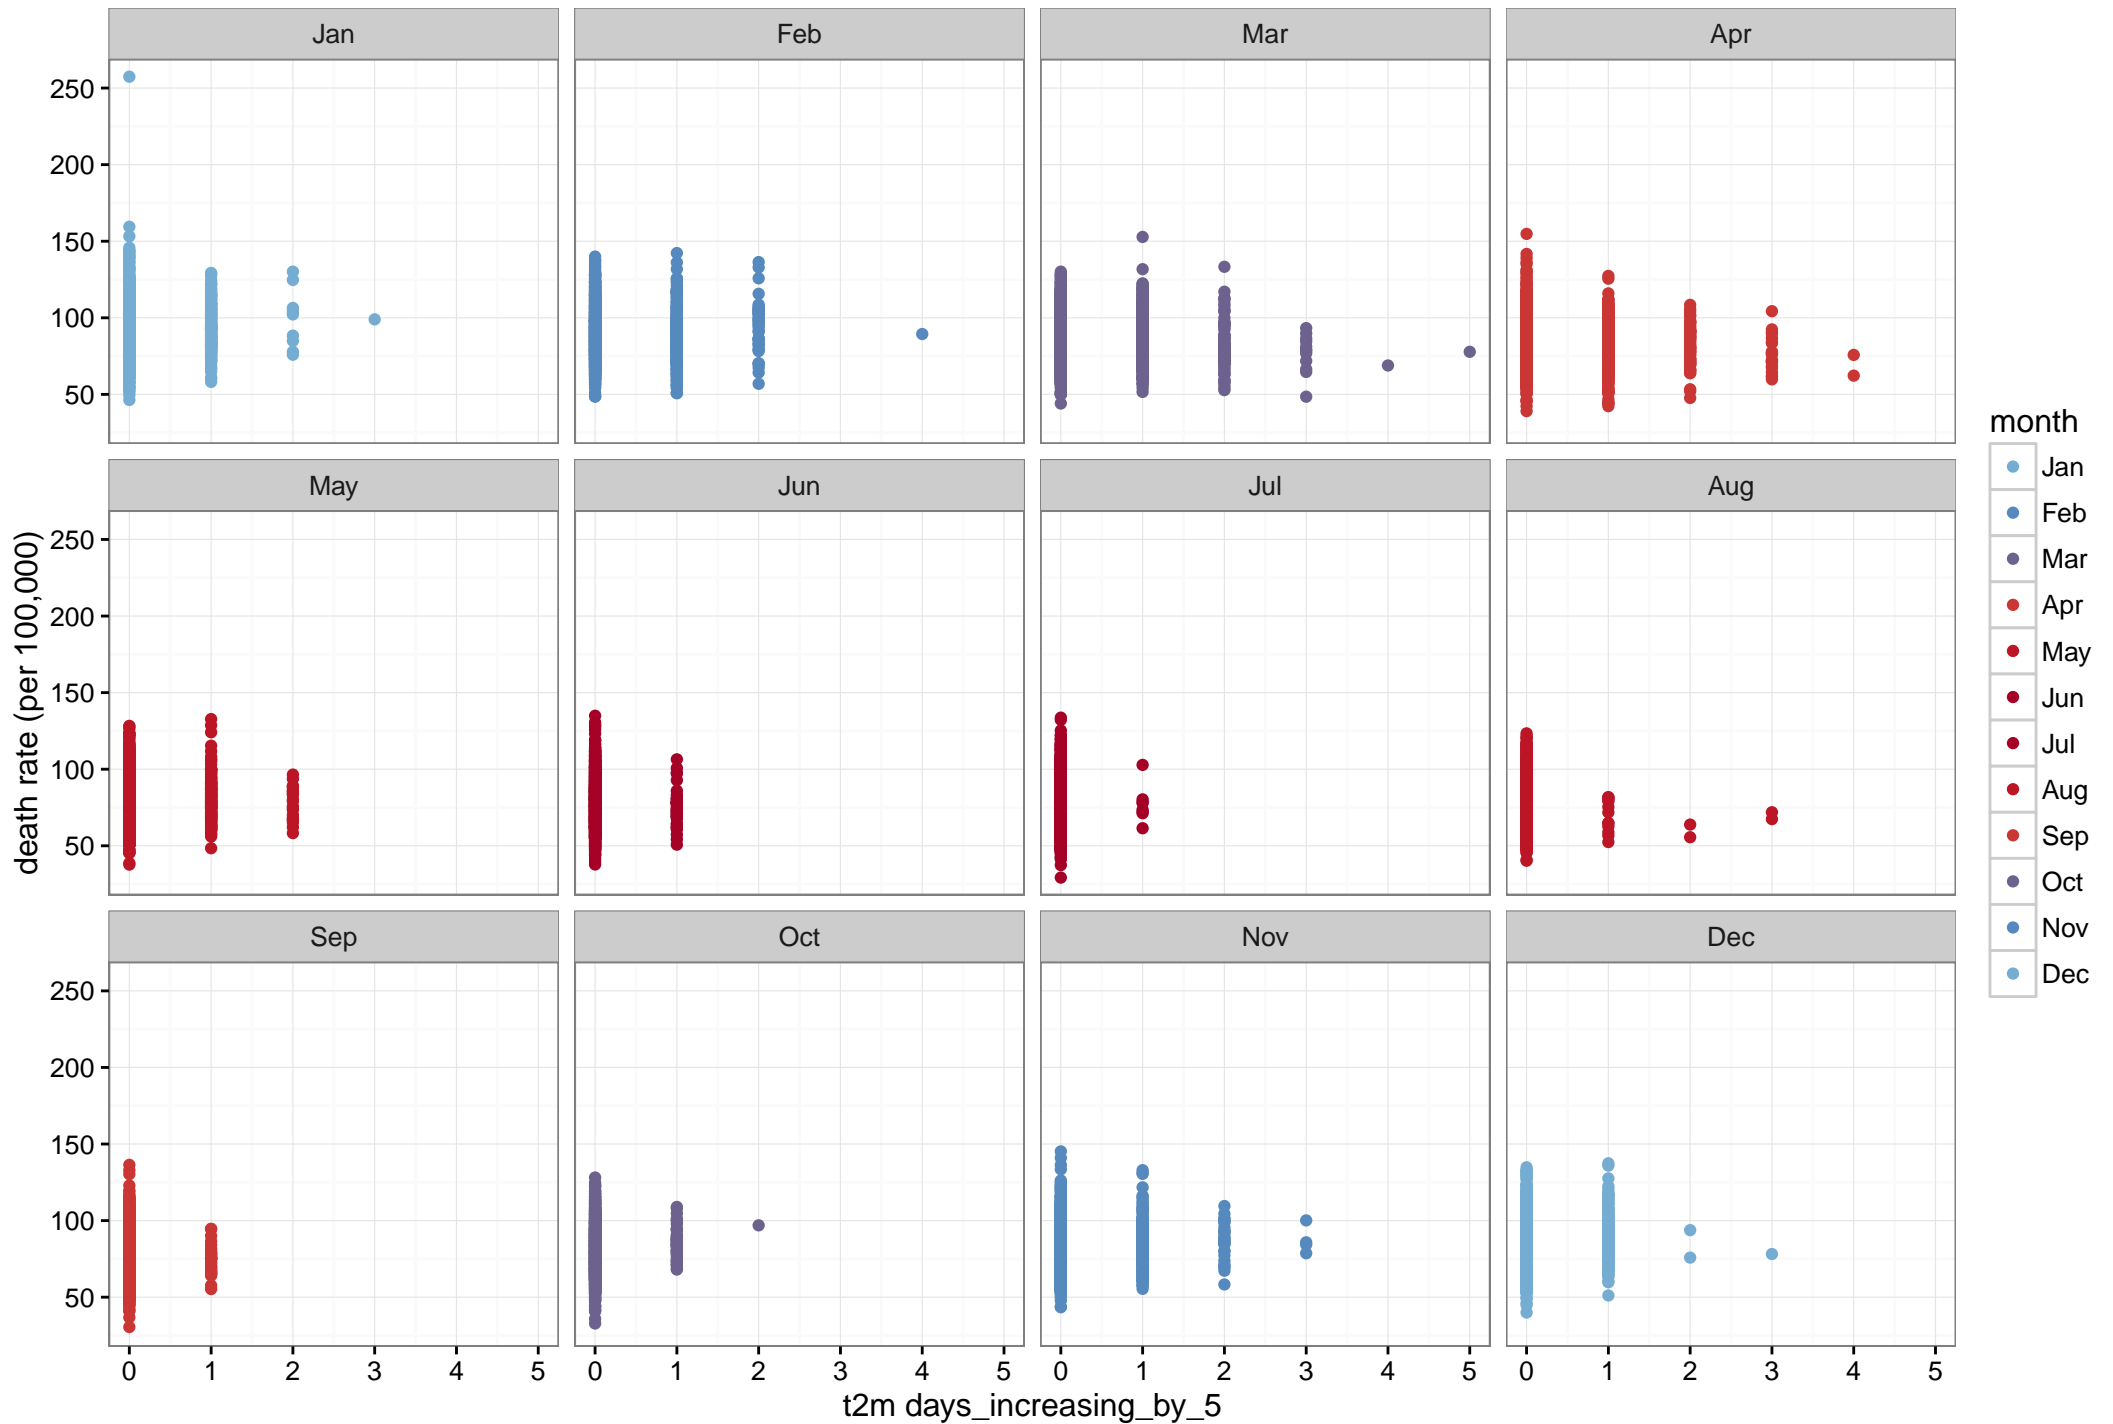 Jan Feb Mar Apr
250
200
150
100
50
May Jun Jul Aug
250
200
150
100
50
death rate (per 100,000)
Sep Oct Nov Dec
250
200
150
100
50
0 1 2 3 4 5 0 1 2 3 4 5 0 1 2 3 4 5 0 1 2 3 4 5
t2m days_increasing_by_5
month
Jan
Feb
Mar
Apr
May
Jun
Jul
Aug
Sep
Oct
Nov
Dec